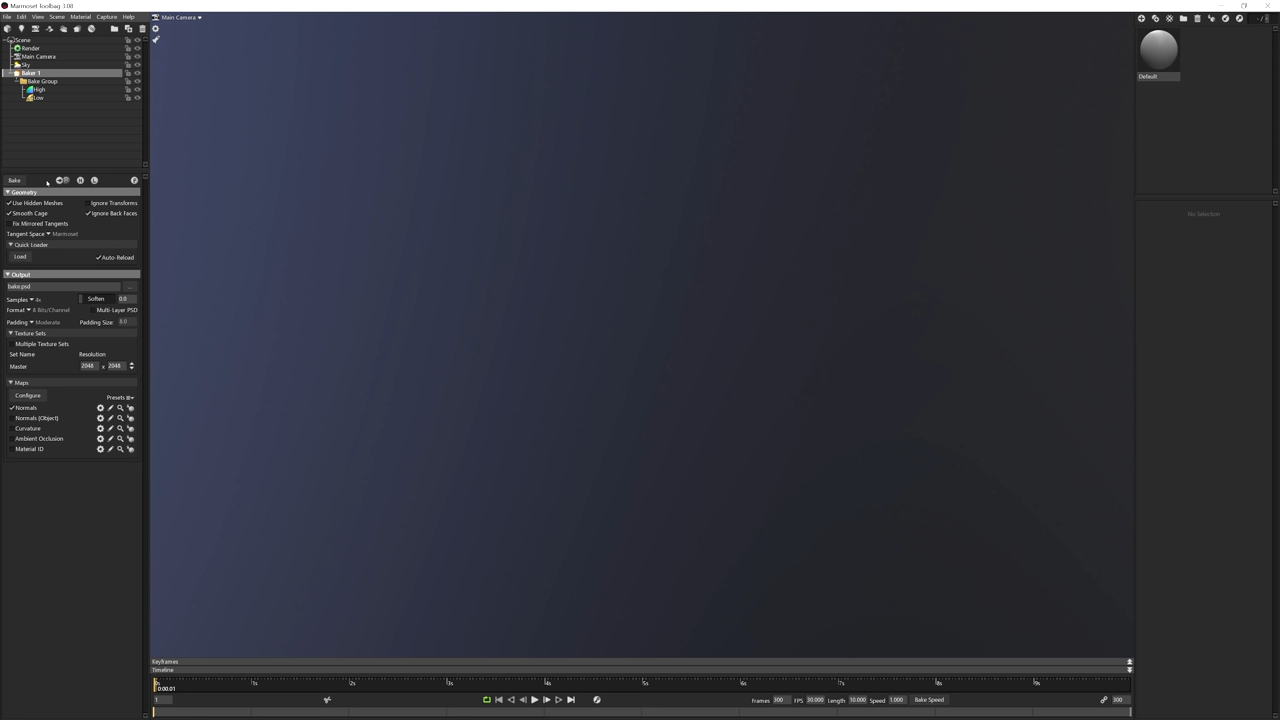 Marmoset Toolbag 3.08
File Edit View Scene Material Capture Help
Main Camera
Scene
Render
Main Camera
Sky
Baker 1
Bake Group
High
Low
Default
Bake
H
L
P
Geometry
Use Hidden Meshes Ignore Transforms
Smooth Cage Ignore Back Faces
Fix Mirrored Tangents
Tangent Space Marmoset
Quick Loader
Load Auto-Reload
Output
bake.psd ...
Samples 4x Soften 0.0
Format 8 Bits/Channel Multi-Layer PSD
Padding Moderate Padding Size: 8.0
Texture Sets
Multiple Texture Sets
Set Name Resolution
Master 2048 x 2048
Maps
Configure Presets
Normals
Normals (Object)
Curvature
Ambient Occlusion
Material ID
No Selection
Keyframes
Timeline
0s 1s 2s 3s 4s 5s 6s 7s 8s 9s
0:00.01
1 Frames 300 FPS 30.000 Length 10.000 Speed 1.000 Bake Speed 300